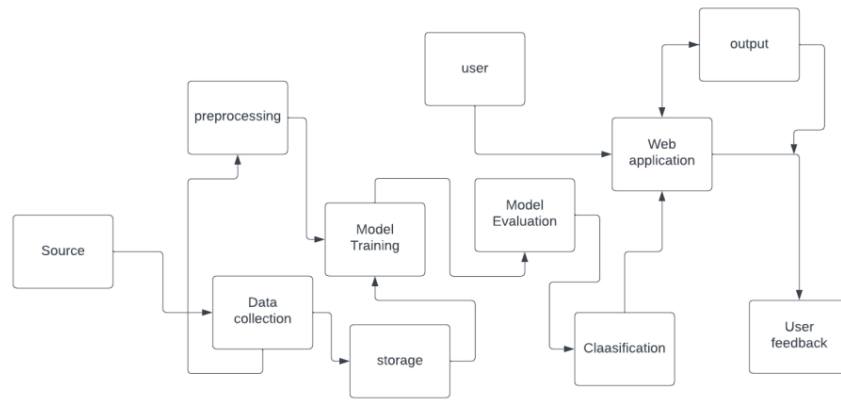 output
user
preprocessing
Web
application
Model
Evaluation
Model
Training
Source
Data
collection
User
feedback
Claasification
storage